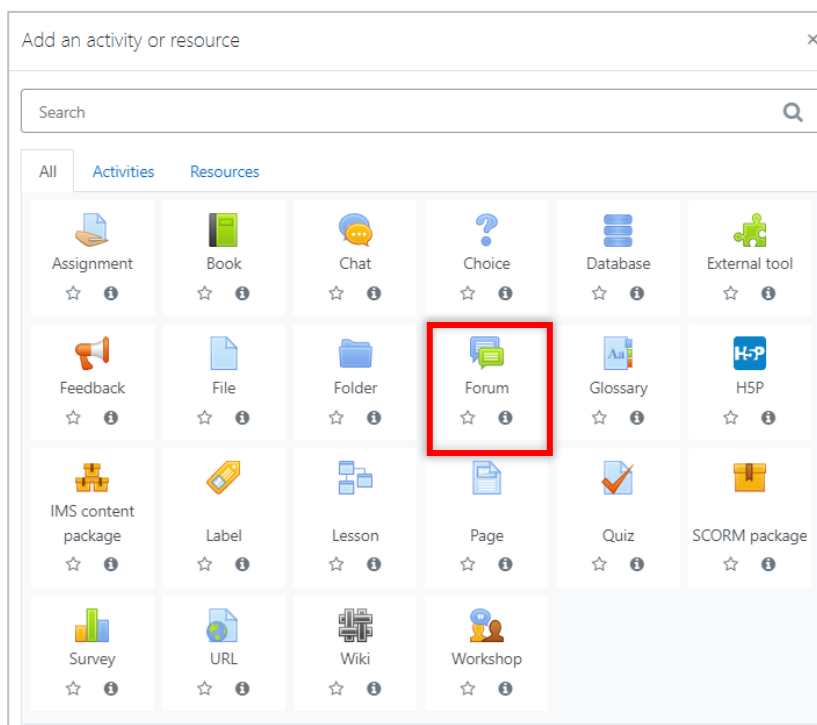 Add an activity or resource
Search
All Activities Resources
Assignment Book Chat Choice Database External tool
Feedback File Folder Forum Glossary H5P
IMS content
package Label Lesson Page Quiz SCORM package
Survey URL Wiki Workshop